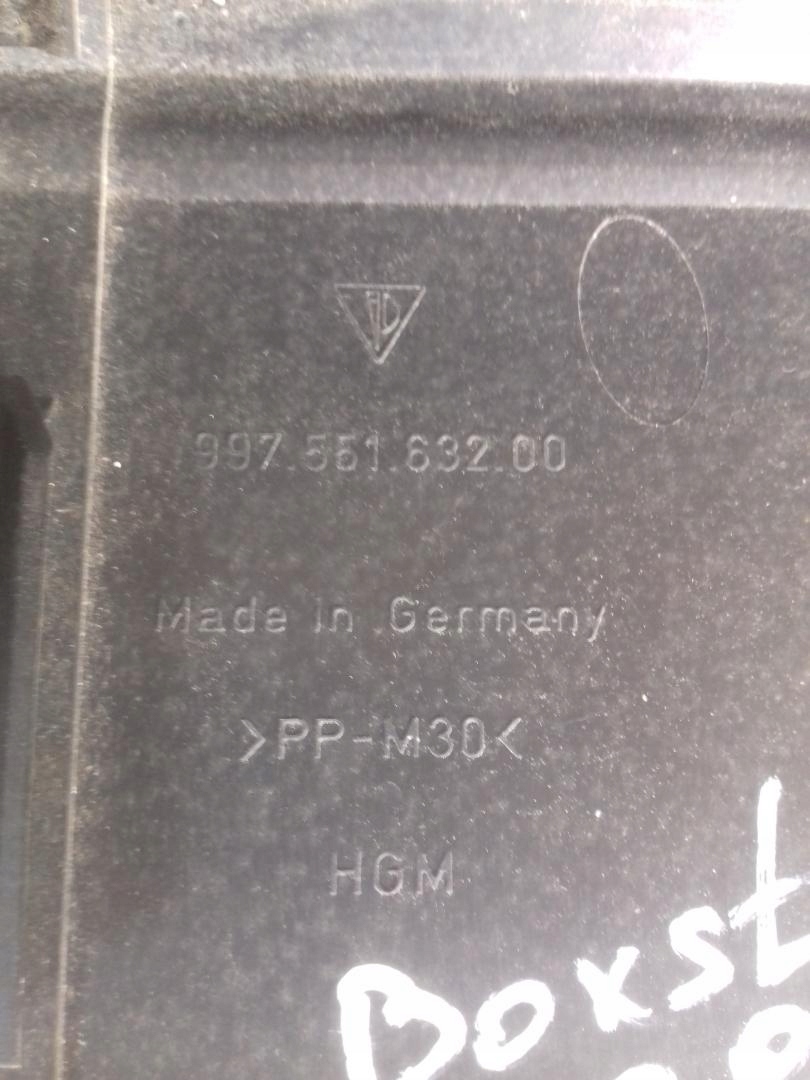 997.551.632.00
Made in Germany
>PP-M30<
HGM
Boxst